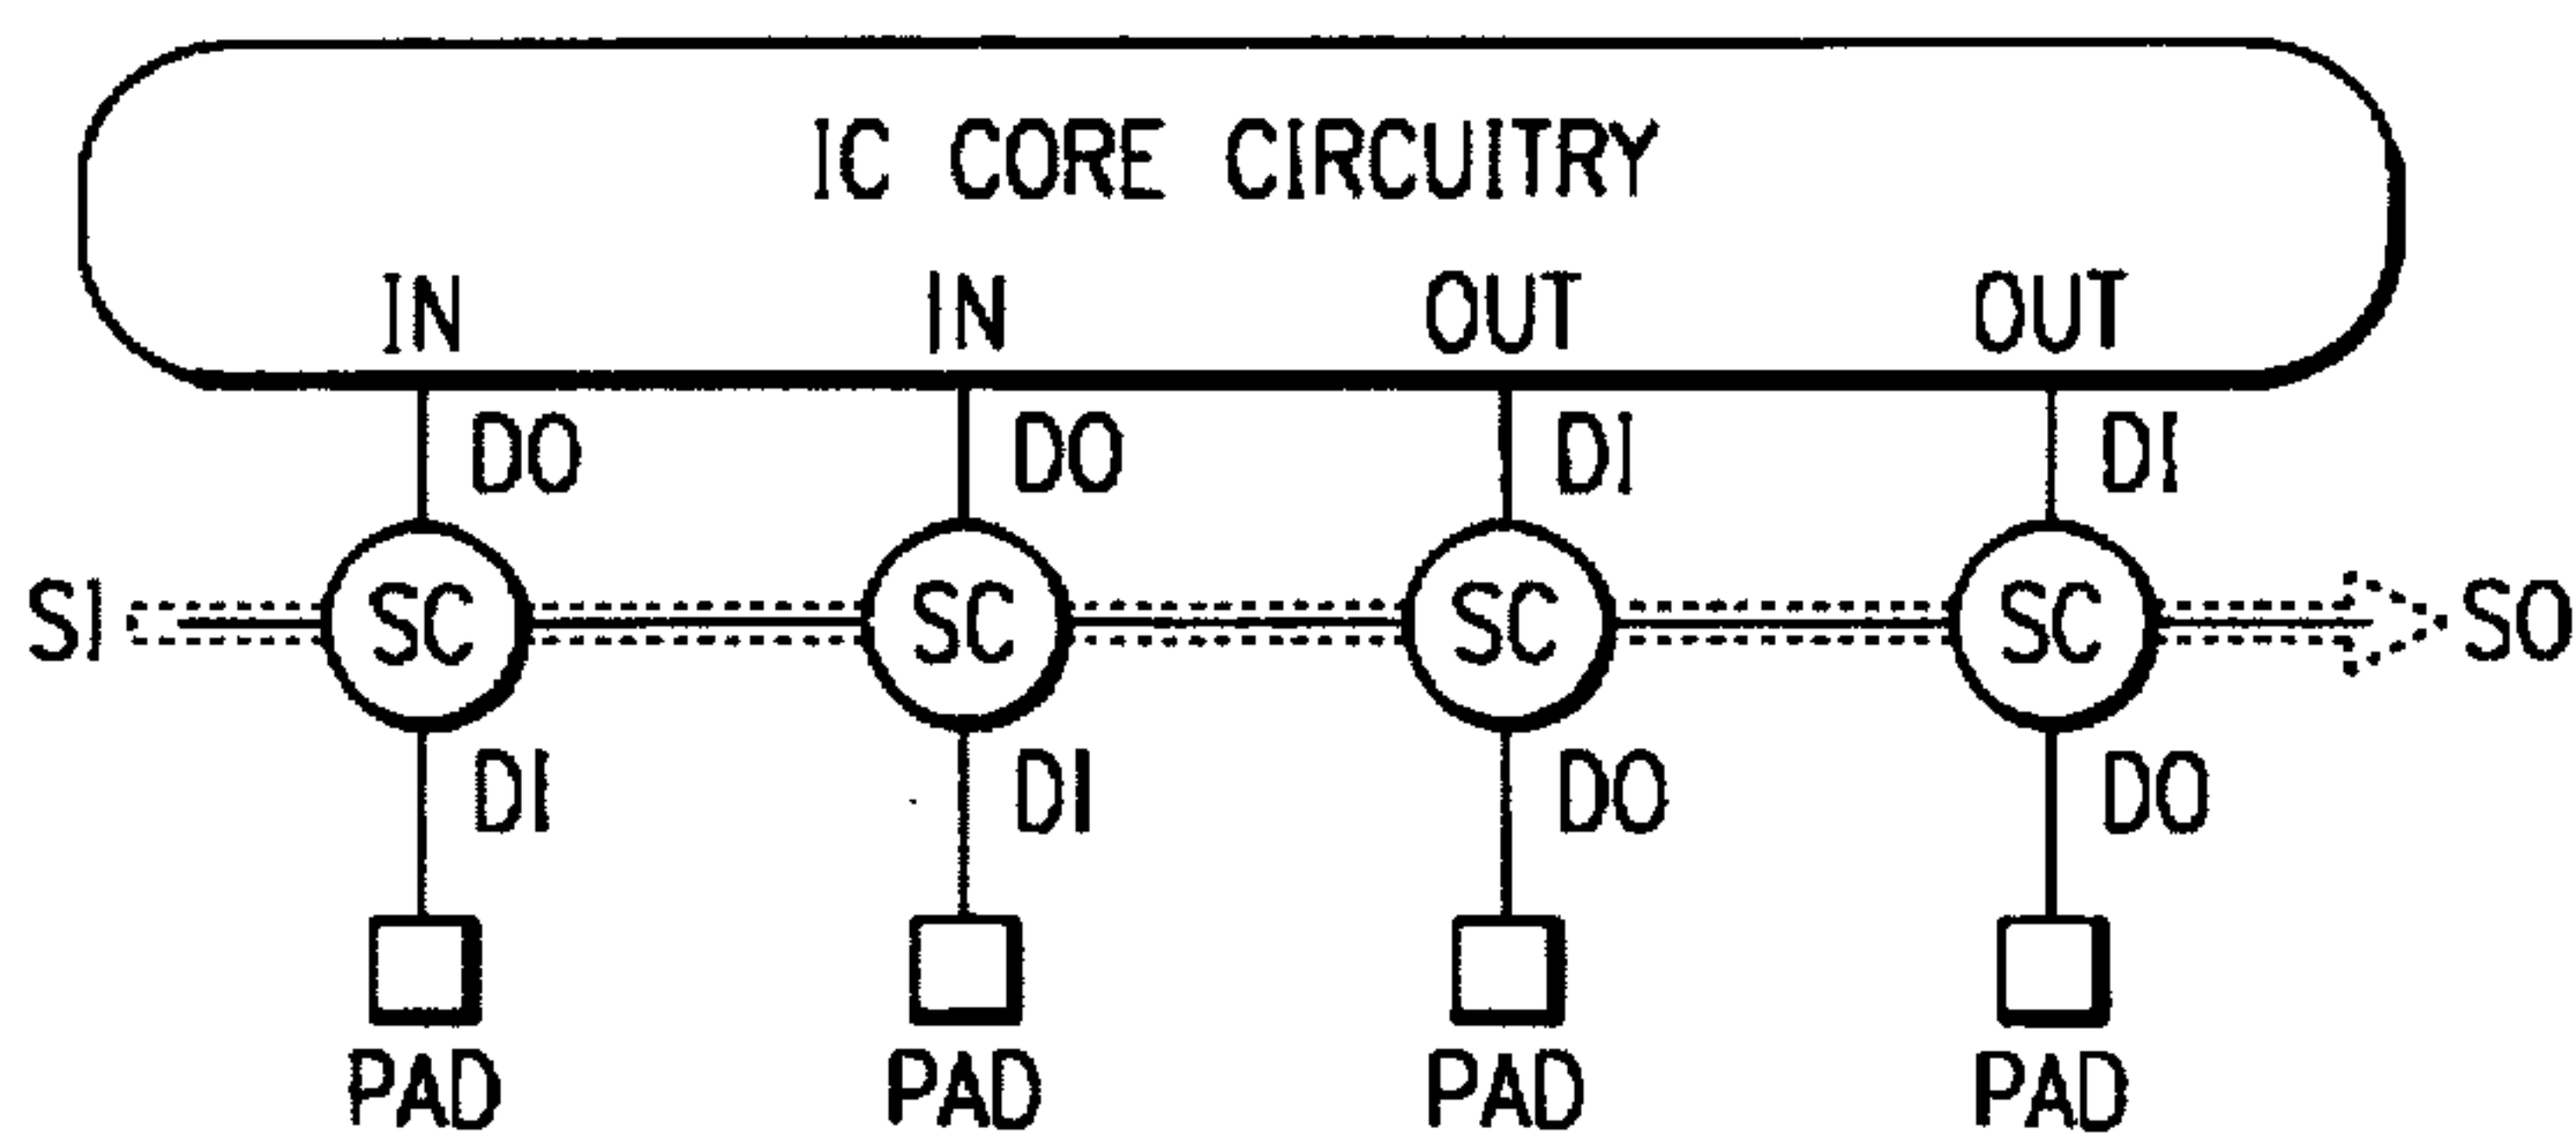 IC CORE CIRCUITRY
IN IN OUT OUT
DO DO DI DI
SI SC SC SC SC SO
DI DI DO DO
PAD PAD PAD PAD